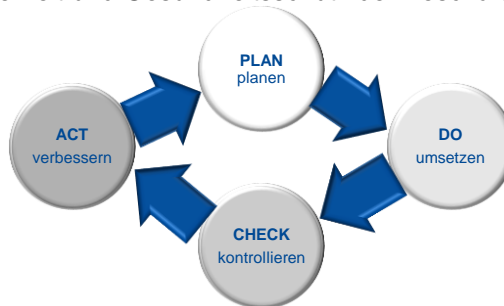 PLAN
planen
DO
umsetzen
CHECK
kontrollieren
ACT
verbessern